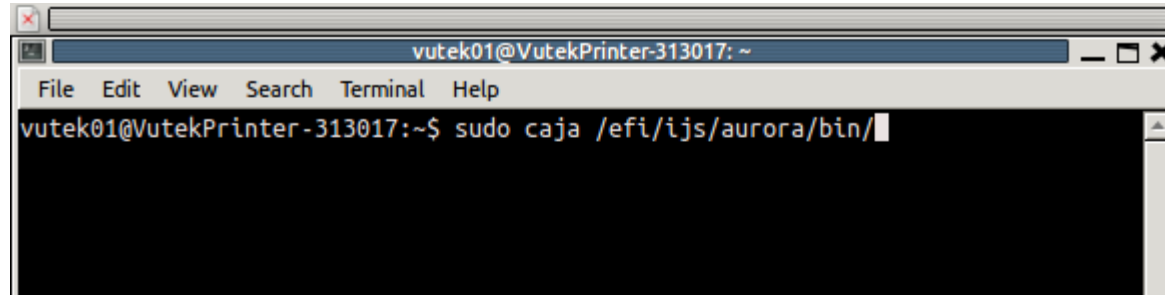 vutek01@VutekPrinter-313017: ~
File Edit View Search Terminal Help
vutek01@VutekPrinter-313017:~$ sudo caja /efi/ijs/aurora/bin/